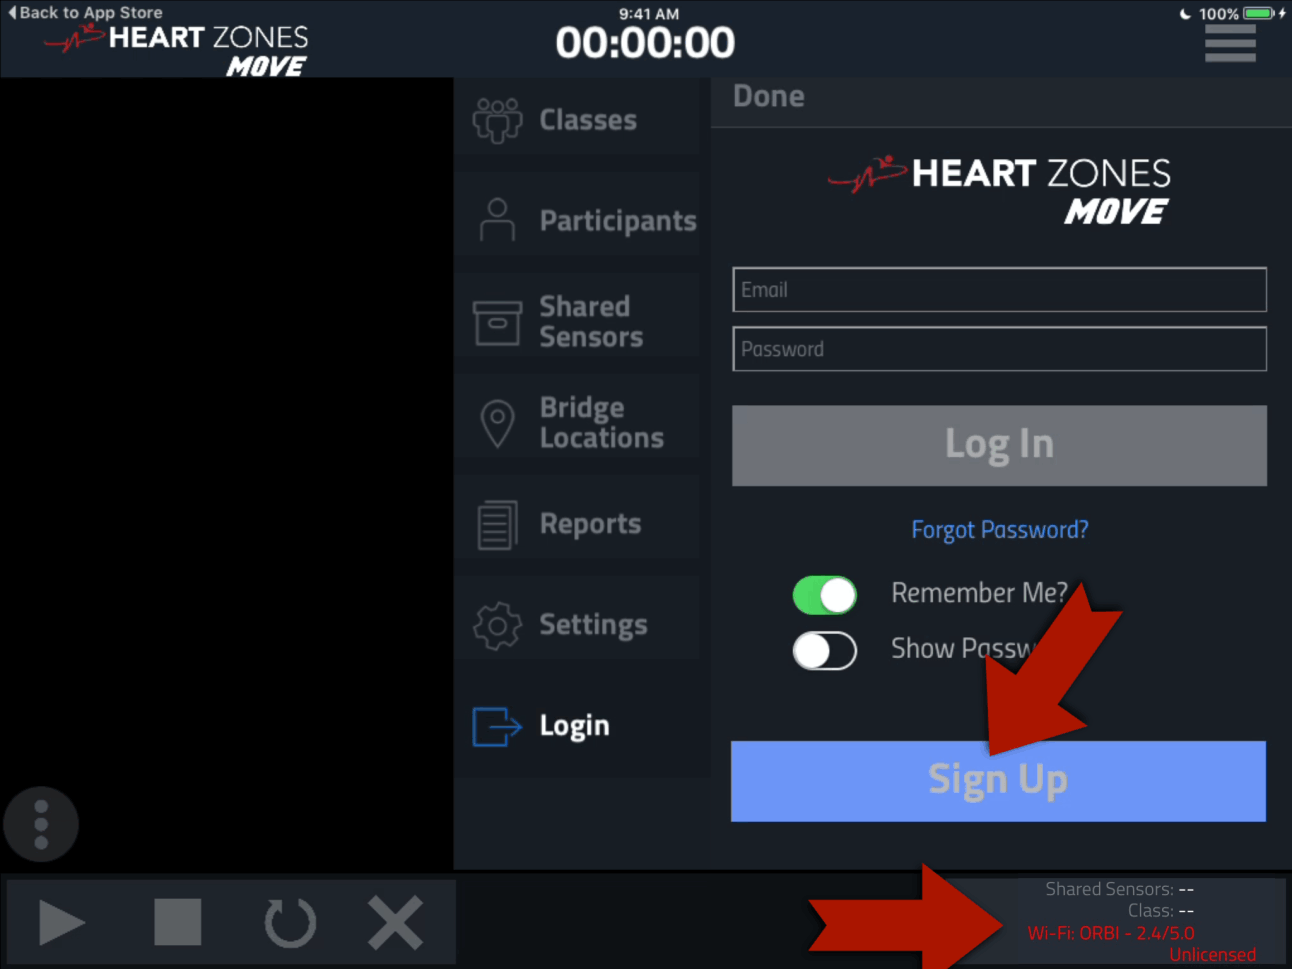 Back to App Store
9:41 AM
100%
HEART ZONES
MOVE
00:00:00
Classes
Participants
Shared
Sensors
Bridge
Locations
Reports
Settings
Login
Done
HEART ZONES
MOVE
Email
Password
Log In
Forgot Password?
Remember Me?
Show
Sign Up
Shared Sensors: --
Class: --
Wi-Fi: ORBI - 2.4/5.0
Unlicensed